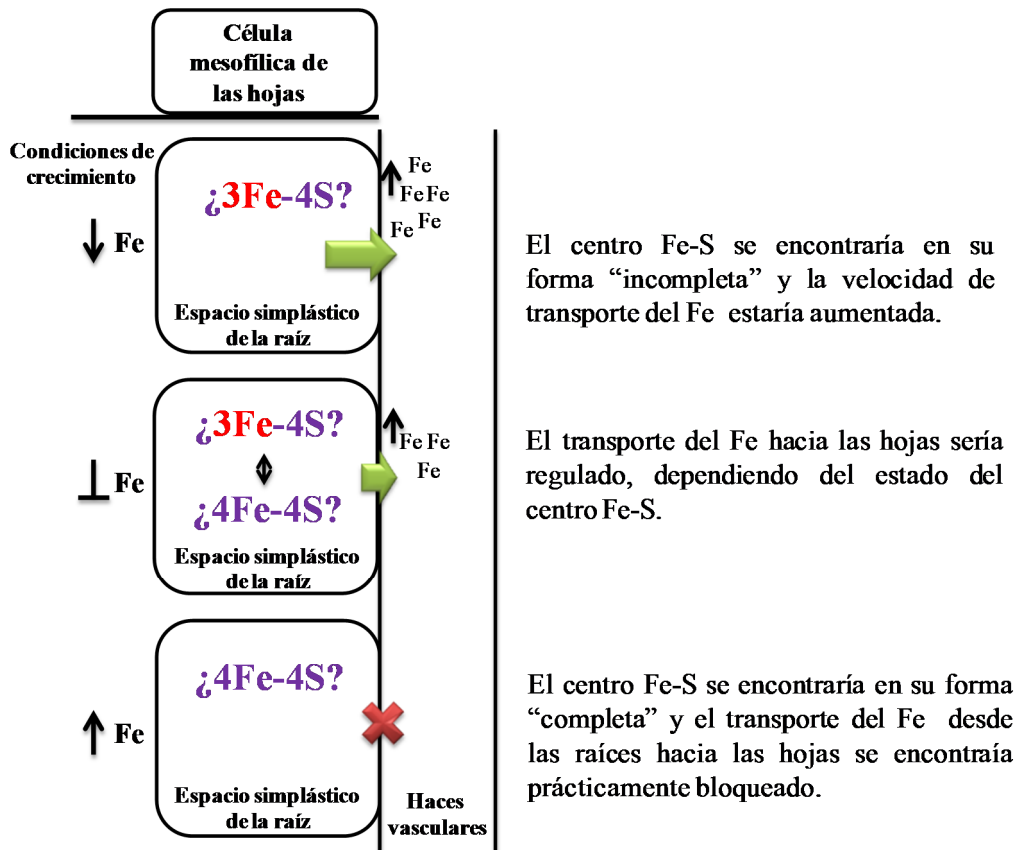 Célula
mesofílica de
las hojas
Condiciones de
crecimiento
Fe
¿3Fe-4S?
Espacio simplástico
de la raíz
Fe
Fe Fe
Fe Fe
El centro Fe-S se encontraría en su
forma “incompleta” y la velocidad de
transporte del Fe estaría aumentada.
Fe
¿3Fe-4S?
¿4Fe-4S?
Espacio simplástico
de la raíz
Fe Fe
Fe
El transporte del Fe hacia las hojas sería
regulado, dependiendo del estado del
centro Fe-S.
Fe
¿4Fe-4S?
Espacio simplástico
de la raíz
Haces
vasculares
El centro Fe-S se encontraría en su forma
“completa” y el transporte del Fe desde
las raíces hacia las hojas se encontraía
prácticamente bloqueado.